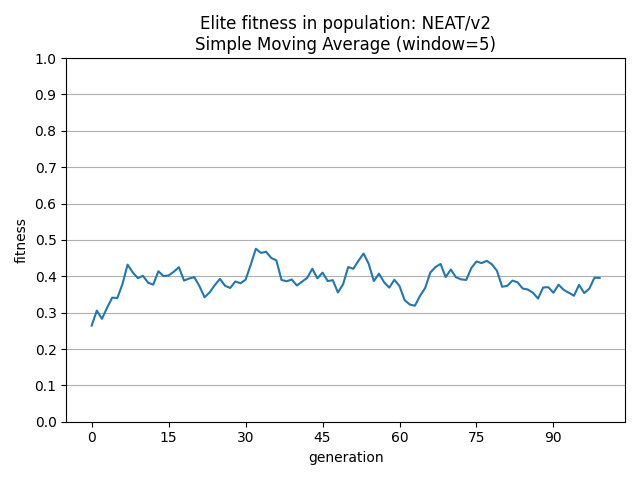 Elite fitness in population: NEAT/v2
Simple Moving Average (window=5)
1.0
0.9
0.8
0.7
0.6
0.5
0.4
0.3
0.2
0.1
0.0
fitness
0 15 30 45 60 75 90
generation